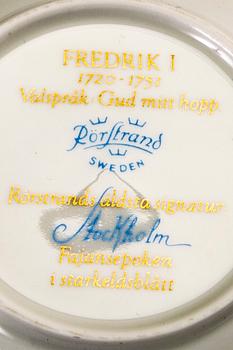 FREDRIK I
1720-1751
Valspråk: Gud mitt hopp
Rörstrand
SWEDEN
Rörstrands äldsta signatur
Stockholm
Fajansepoken
i starkeldsblått